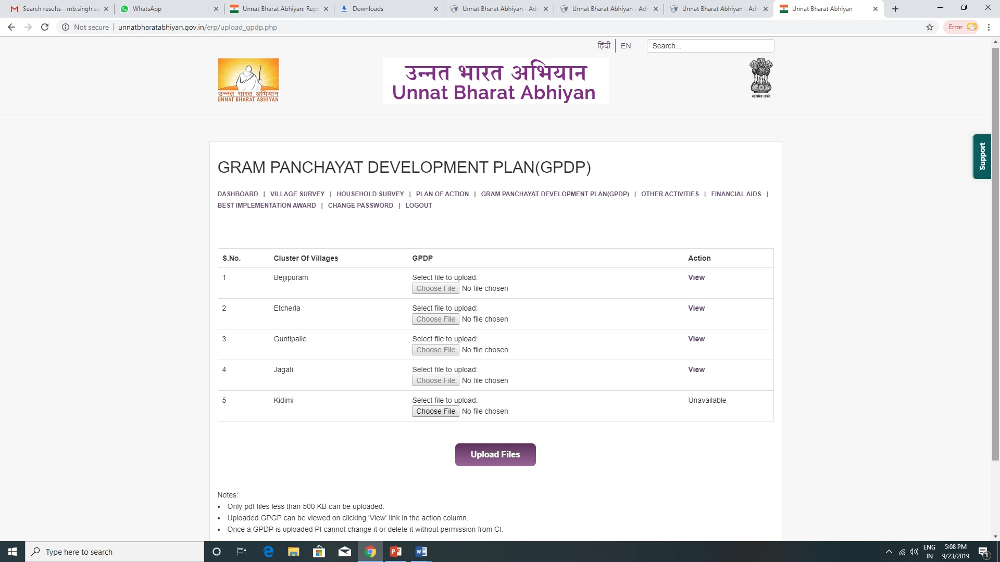 Search results - mb.singh.sa
WhatsApp
Unnat Bharat Abhiyan: Repo
Downloads
Unnat Bharat Abhiyan - Adm
Unnat Bharat Abhiyan - Adm
Unnat Bharat Abhiyan - Adm
Unnat Bharat Abhiyan
Not secure | unnatbharatabhiyan.gov.in/erp/upload_gpdp.php
Error
हिंदी | EN
Search...
उन्नत भारत अभियान
UNNAT BHARAT ABHIYAN
उन्नत भारत अभियान
Unnat Bharat Abhiyan
सत्यमेव जयते
Support
GRAM PANCHAYAT DEVELOPMENT PLAN(GPDP)
DASHBOARD | VILLAGE SURVEY | HOUSEHOLD SURVEY | PLAN OF ACTION | GRAM PANCHAYAT DEVELOPMENT PLAN(GPDP) | OTHER ACTIVITIES | FINANCIAL AIDS |
BEST IMPLEMENTATION AWARD | CHANGE PASSWORD | LOGOUT
S.No. Cluster Of Villages GPDP Action
1 Bejjipuram Select file to upload: View
Choose File No file chosen
2 Etcherla Select file to upload: View
Choose File No file chosen
3 Guntipalle Select file to upload: View
Choose File No file chosen
4 Jagati Select file to upload: View
Choose File No file chosen
5 Kidimi Select file to upload: Unavailable
Choose File No file chosen
Upload Files
Notes:
• Only pdf files less than 500 KB can be uploaded.
• Uploaded GPGP can be viewed on clicking 'View' link in the action column.
• Once a GPDP is uploaded PI cannot change it or delete it without permission from CI.
Type here to search
ENG
IN
5:08 PM
9/23/2019
1